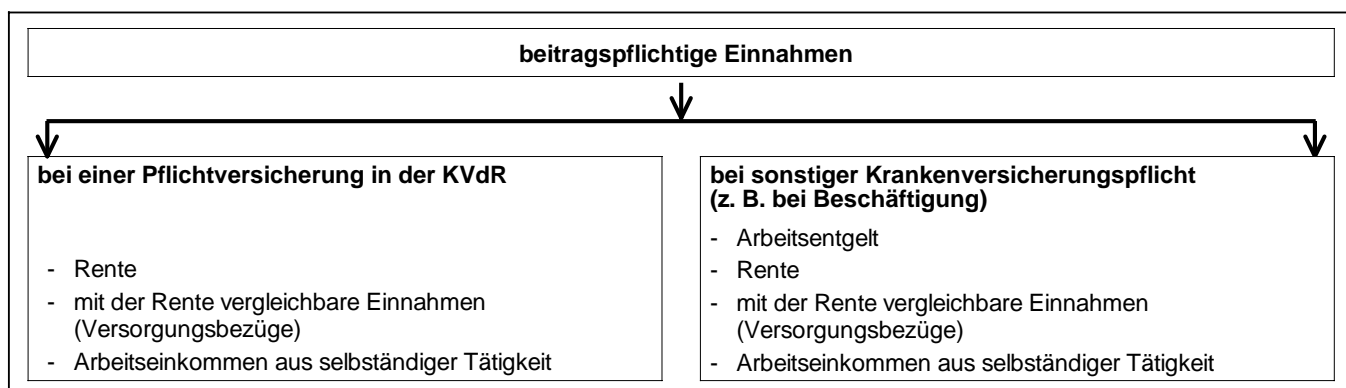 beitragspflichtige Einnahmen
bei einer Pflichtversicherung in der KVdR
- Rente
- mit der Rente vergleichbare Einnahmen
(Versorgungsbezüge)
- Arbeitseinkommen aus selbständiger Tätigkeit
bei sonstiger Krankenversicherungspflicht
(z. B. bei Beschäftigung)
- Arbeitsentgelt
- Rente
- mit der Rente vergleichbare Einnahmen
(Versorgungsbezüge)
- Arbeitseinkommen aus selbständiger Tätigkeit